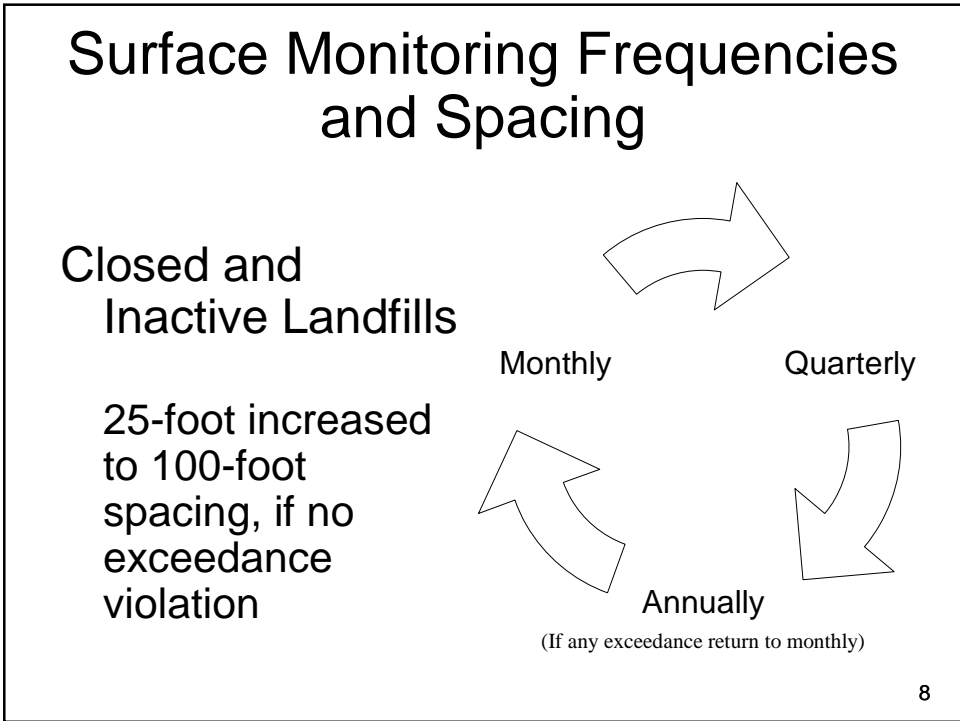 Surface Monitoring Frequencies
and Spacing
Closed and
Inactive Landfills
25-foot increased
to 100-foot
spacing, if no
exceedance
violation
Monthly
Quarterly
Annually
(If any exceedance return to monthly)
8